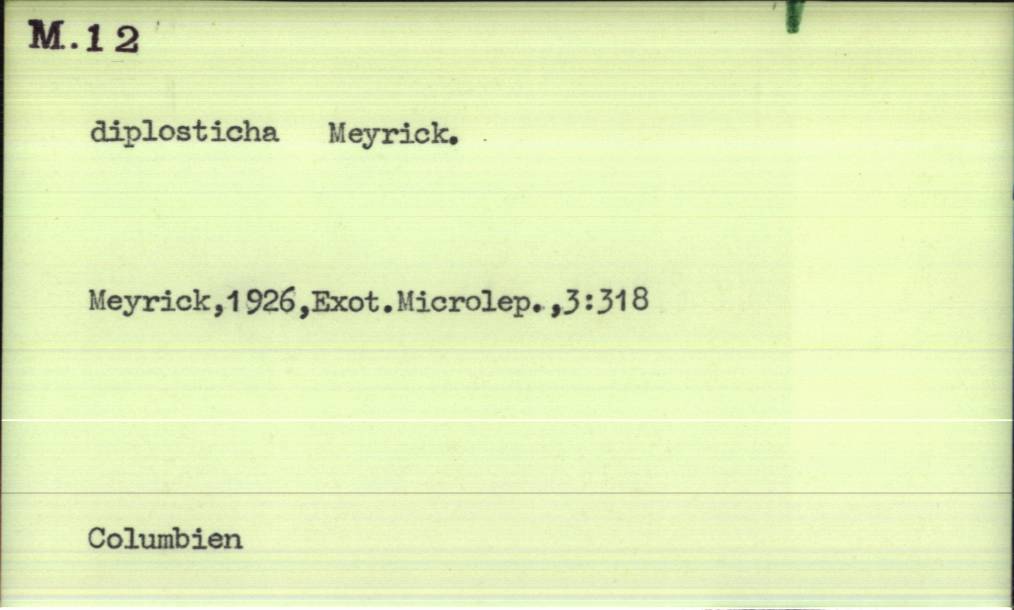 M.12
diplosticha Meyrick.
Meyrick,1926,Exot.Microlep.,3:318
Columbien